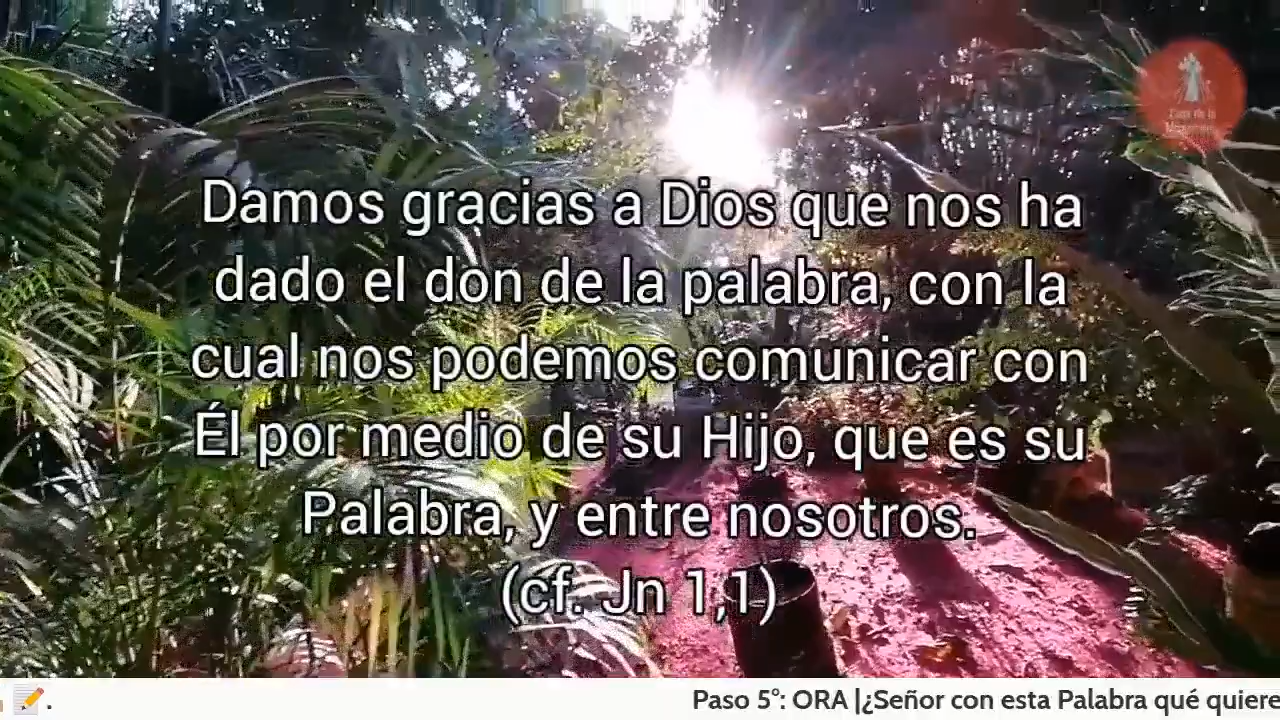 Damos gracias a Dios que nos ha
dado el don de la palabra, con la
cual nos podemos comunicar con
Él por medio de su Hijo, que es su
Palabra, y entre nosotros.
(cf. Jn 1,1)
. Paso 5°: ORA |¿Señor con esta Palabra qué quiere